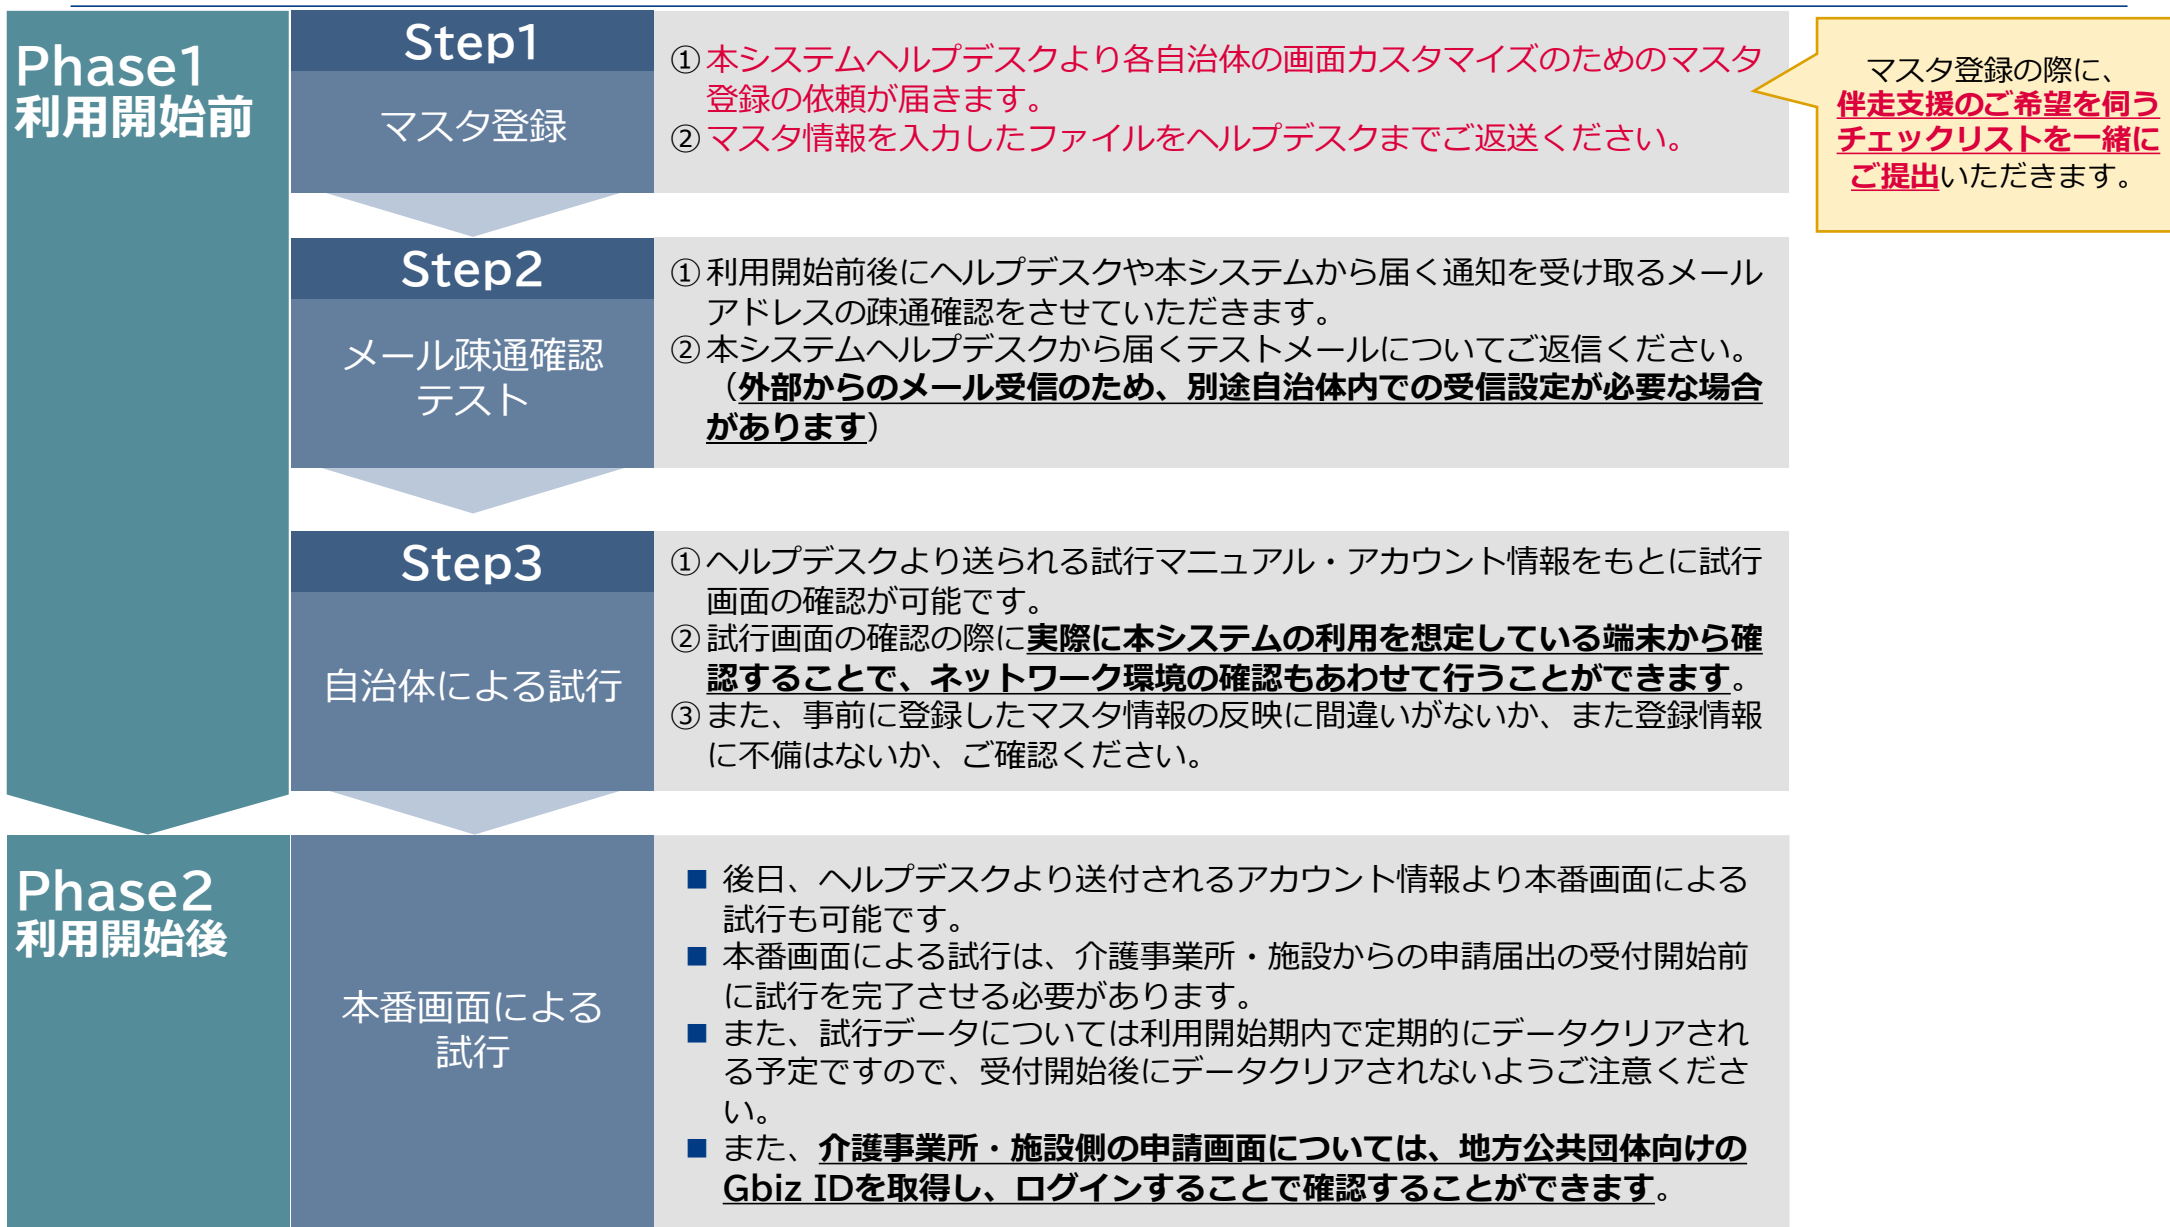 Phase1
利用開始前
Step1
マスタ登録
①本システムヘルプデスクより各自治体の画面カスタマイズのためのマスタ
登録の依頼が届きます。
②マスタ情報を入力したファイルをヘルプデスクまでご返送ください。
マスタ登録の際に、
伴走支援のご希望を伺う
チェックリストを一緒に
ご提出いただきます。
Step2
メール疎通確認
テスト
①利用開始前後にヘルプデスクや本システムから届く通知を受け取るメール
アドレスの疎通確認をさせていただきます。
②本システムヘルプデスクから届くテストメールについてご返信ください。
（外部からのメール受信のため、別途自治体内での受信設定が必要な場合
があります）
Step3
自治体による試行
①ヘルプデスクより送られる試行マニュアル・アカウント情報をもとに試行
画面の確認が可能です。
②試行画面の確認の際に実際に本システムの利用を想定している端末から確
認することで、ネットワーク環境の確認もあわせて行うことができます。
③また、事前に登録したマスタ情報の反映に間違いがないか、また登録情報
に不備はないか、ご確認ください。
Phase2
利用開始後
本番画面による
試行
■ 後日、ヘルプデスクより送付されるアカウント情報より本番画面による
試行も可能です。
■ 本番画面による試行は、介護事業所・施設からの申請届出の受付開始前
に試行を完了させる必要があります。
■ また、試行データについては利用開始期内で定期的にデータクリアされ
る予定ですので、受付開始後にデータクリアされないようご注意くださ
い。
■ また、介護事業所・施設側の申請画面については、地方公共団体向けの
Gbiz IDを取得し、ログインすることで確認することができます。